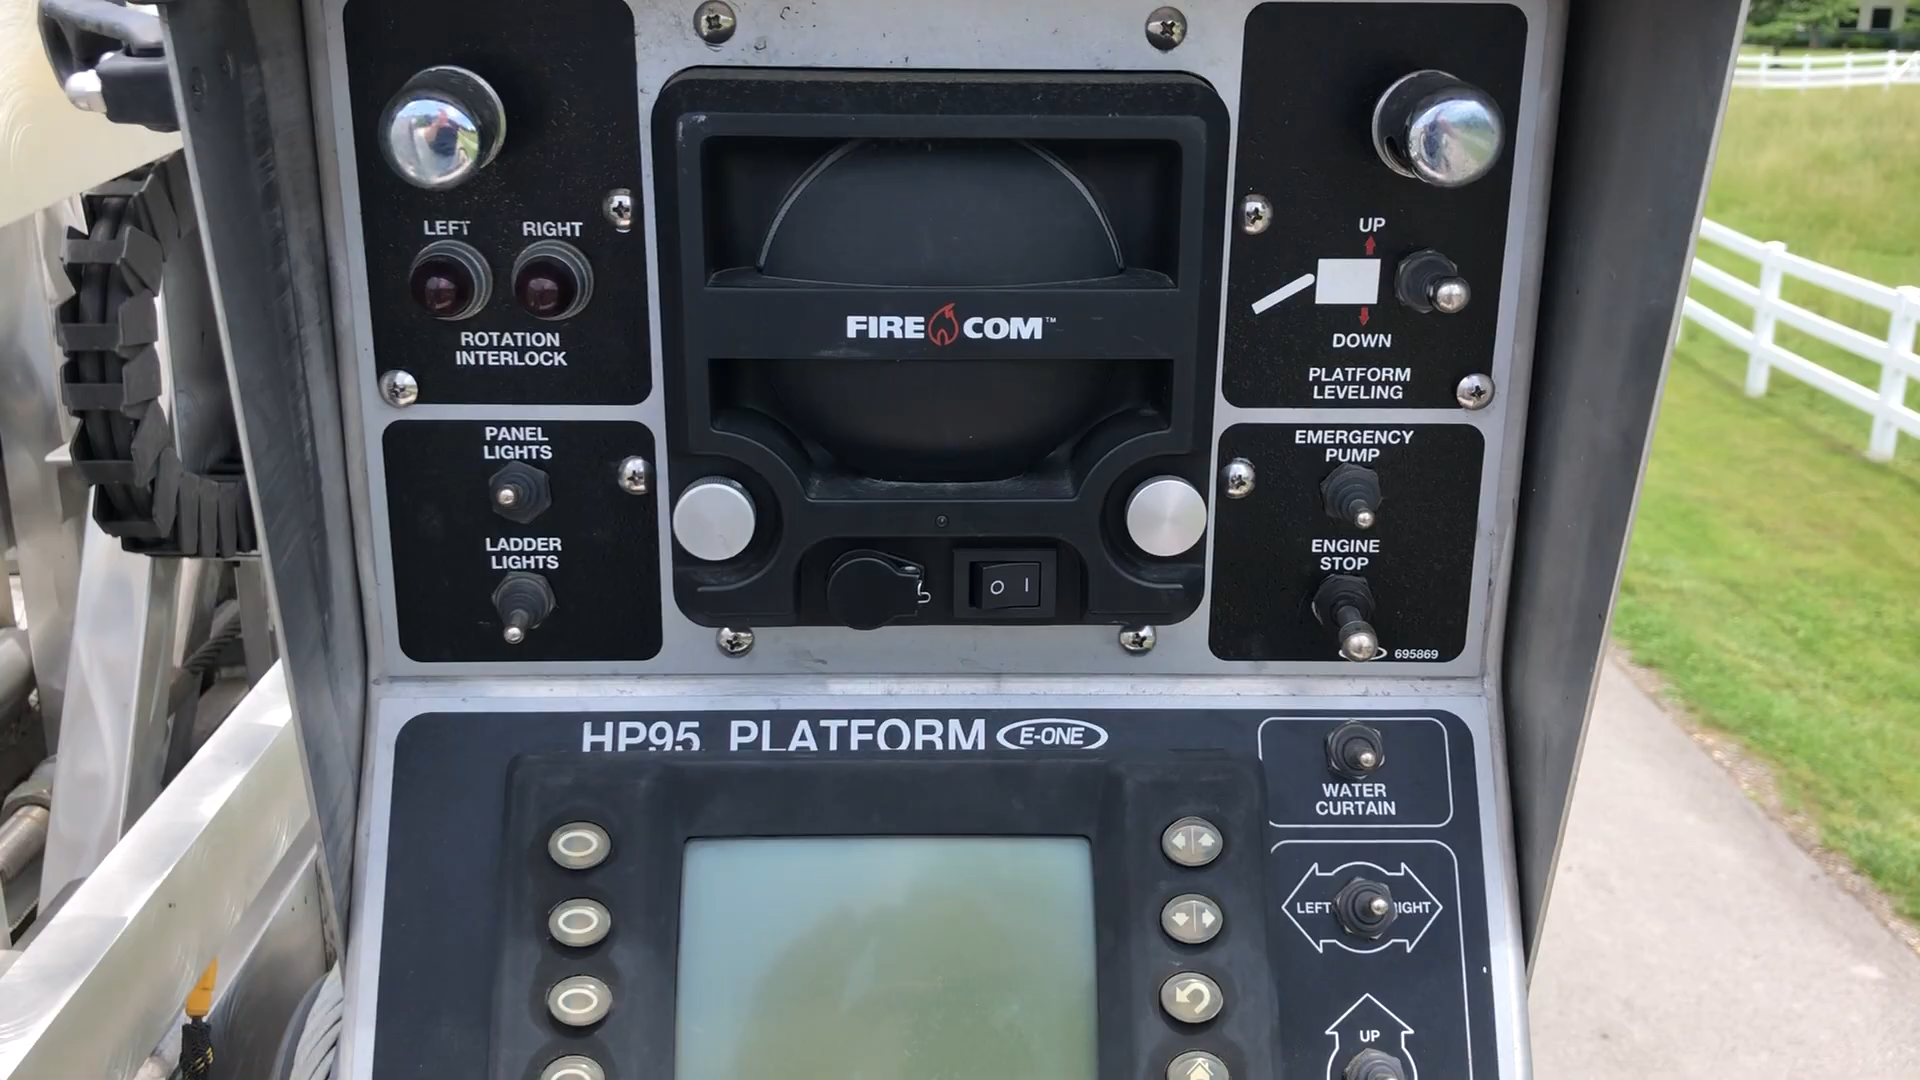 LEFT RIGHT
ROTATION
INTERLOCK
FIRE COM™
UP
DOWN
PLATFORM
LEVELING
PANEL
LIGHTS
LADDER
LIGHTS
O I
EMERGENCY
PUMP
ENGINE
STOP
695869
HP95 PLATFORM E-ONE
WATER
CURTAIN
LEFT RIGHT
UP